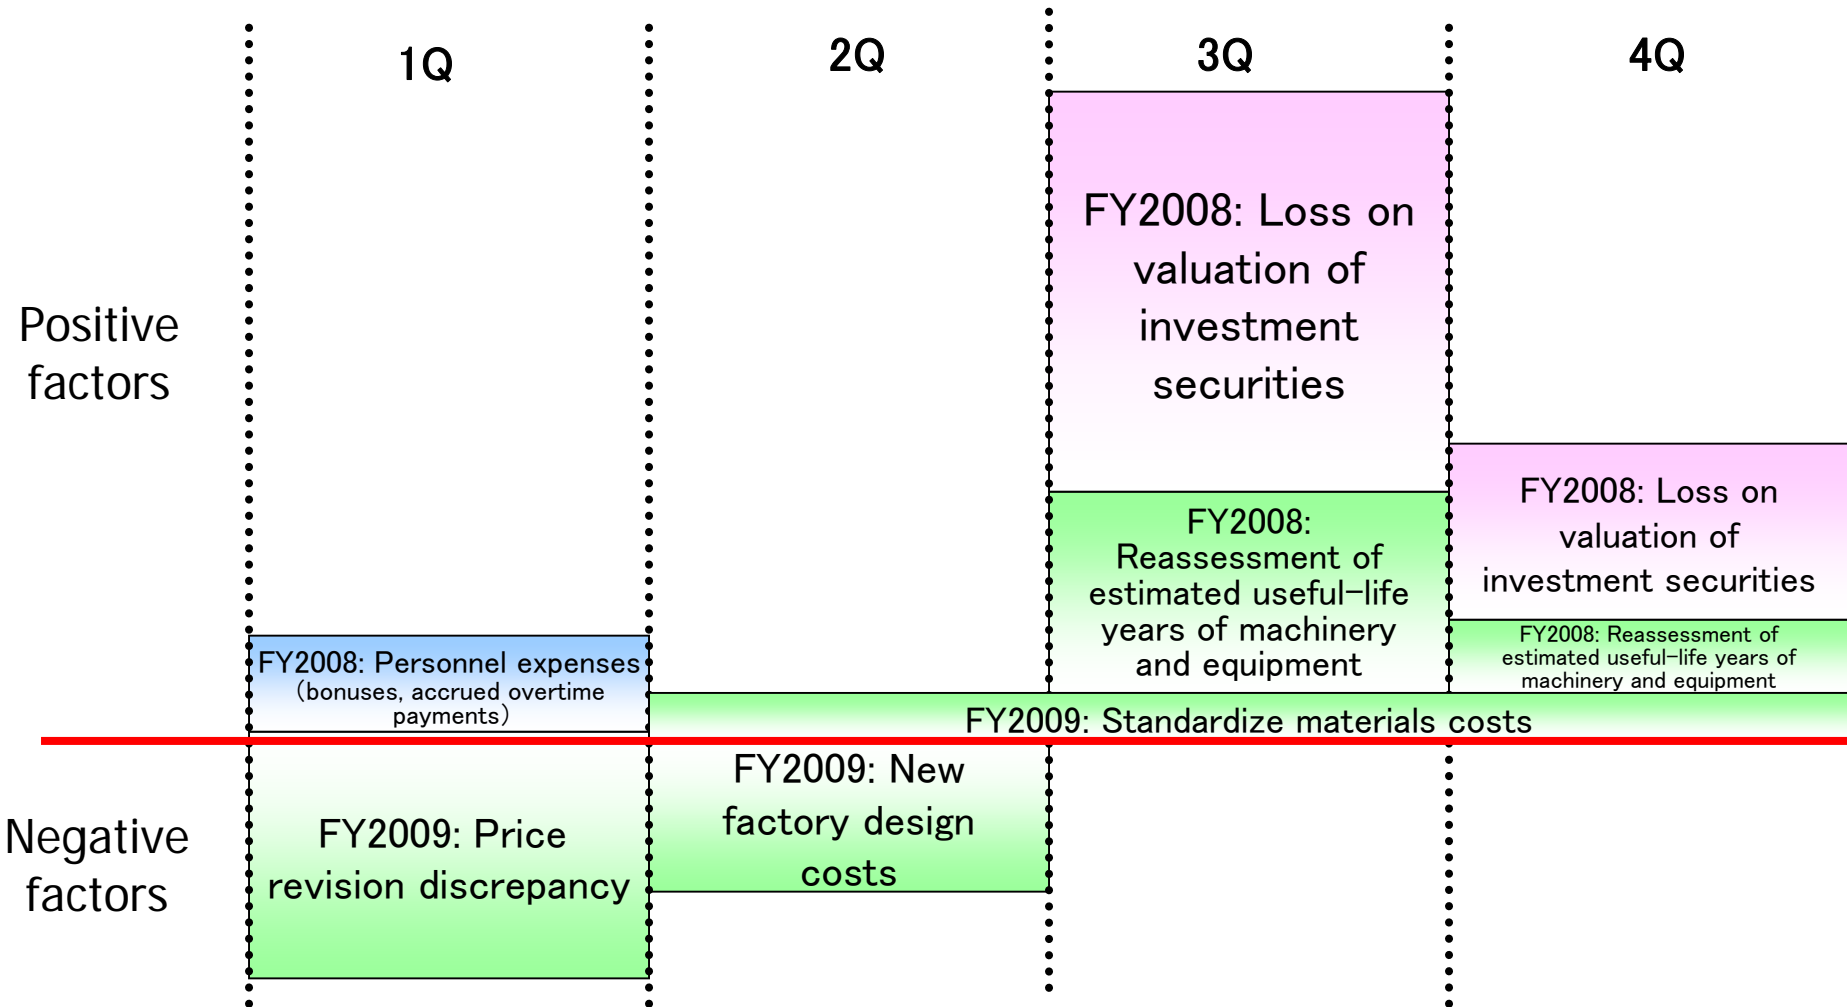 1Q
2Q
3Q
4Q
Positive
factors
FY2008: Loss on
valuation of
investment
securities
FY2008: Loss on
valuation of
investment securities
FY2008:
Reassessment of
estimated useful-life
years of machinery
and equipment
FY2008: Reassessment of
estimated useful-life years of
machinery and equipment
FY2008: Personnel expenses
(bonuses, accrued overtime
payments)
FY2009: Standardize materials costs
Negative
factors
FY2009: Price
revision discrepancy
FY2009: New
factory design
costs